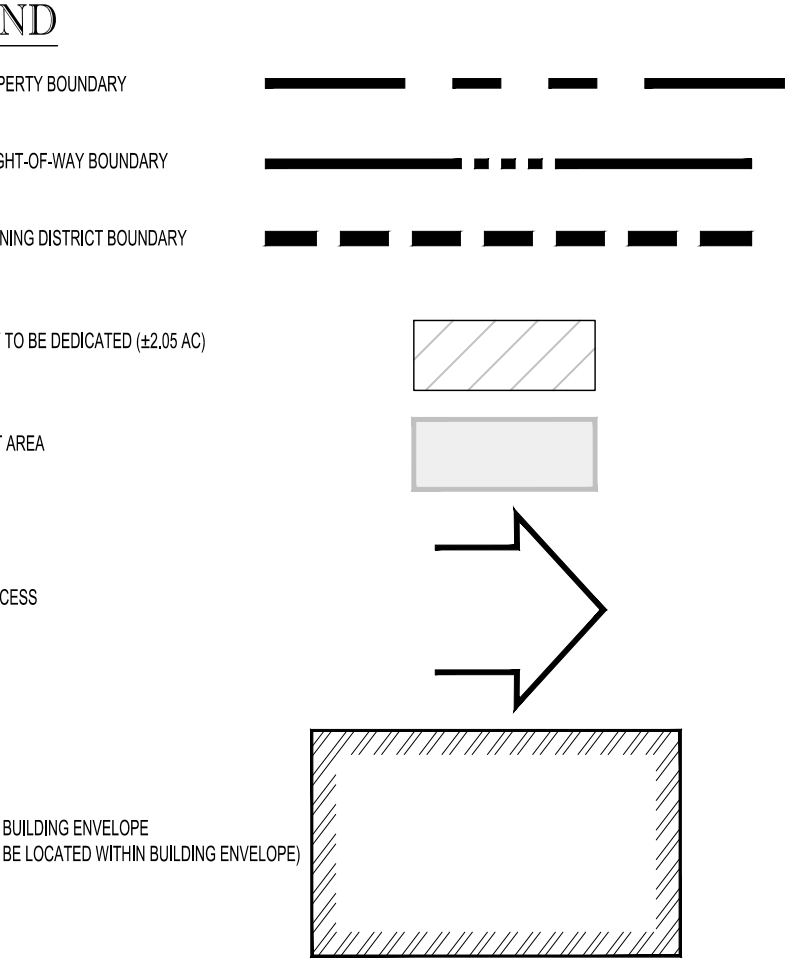 ND
PERTY BOUNDARY
GHT-OF-WAY BOUNDARY
NING DISTRICT BOUNDARY
TO BE DEDICATED (±2.05 AC)
T AREA
CESS
BUILDING ENVELOPE
BE LOCATED WITHIN BUILDING ENVELOPE)